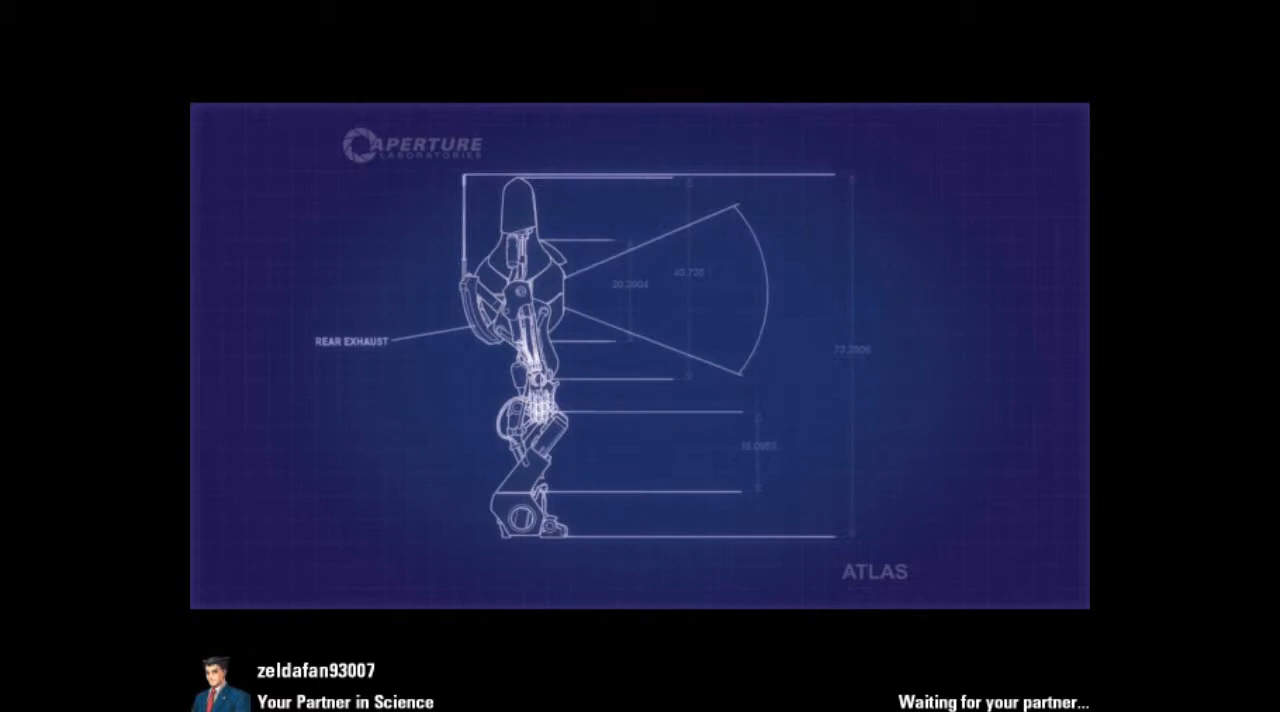 APERTURE
LABORATORIES
REAR EXHAUST
ATLAS
zeldafan93007
Your Partner in Science
Waiting for your partner...